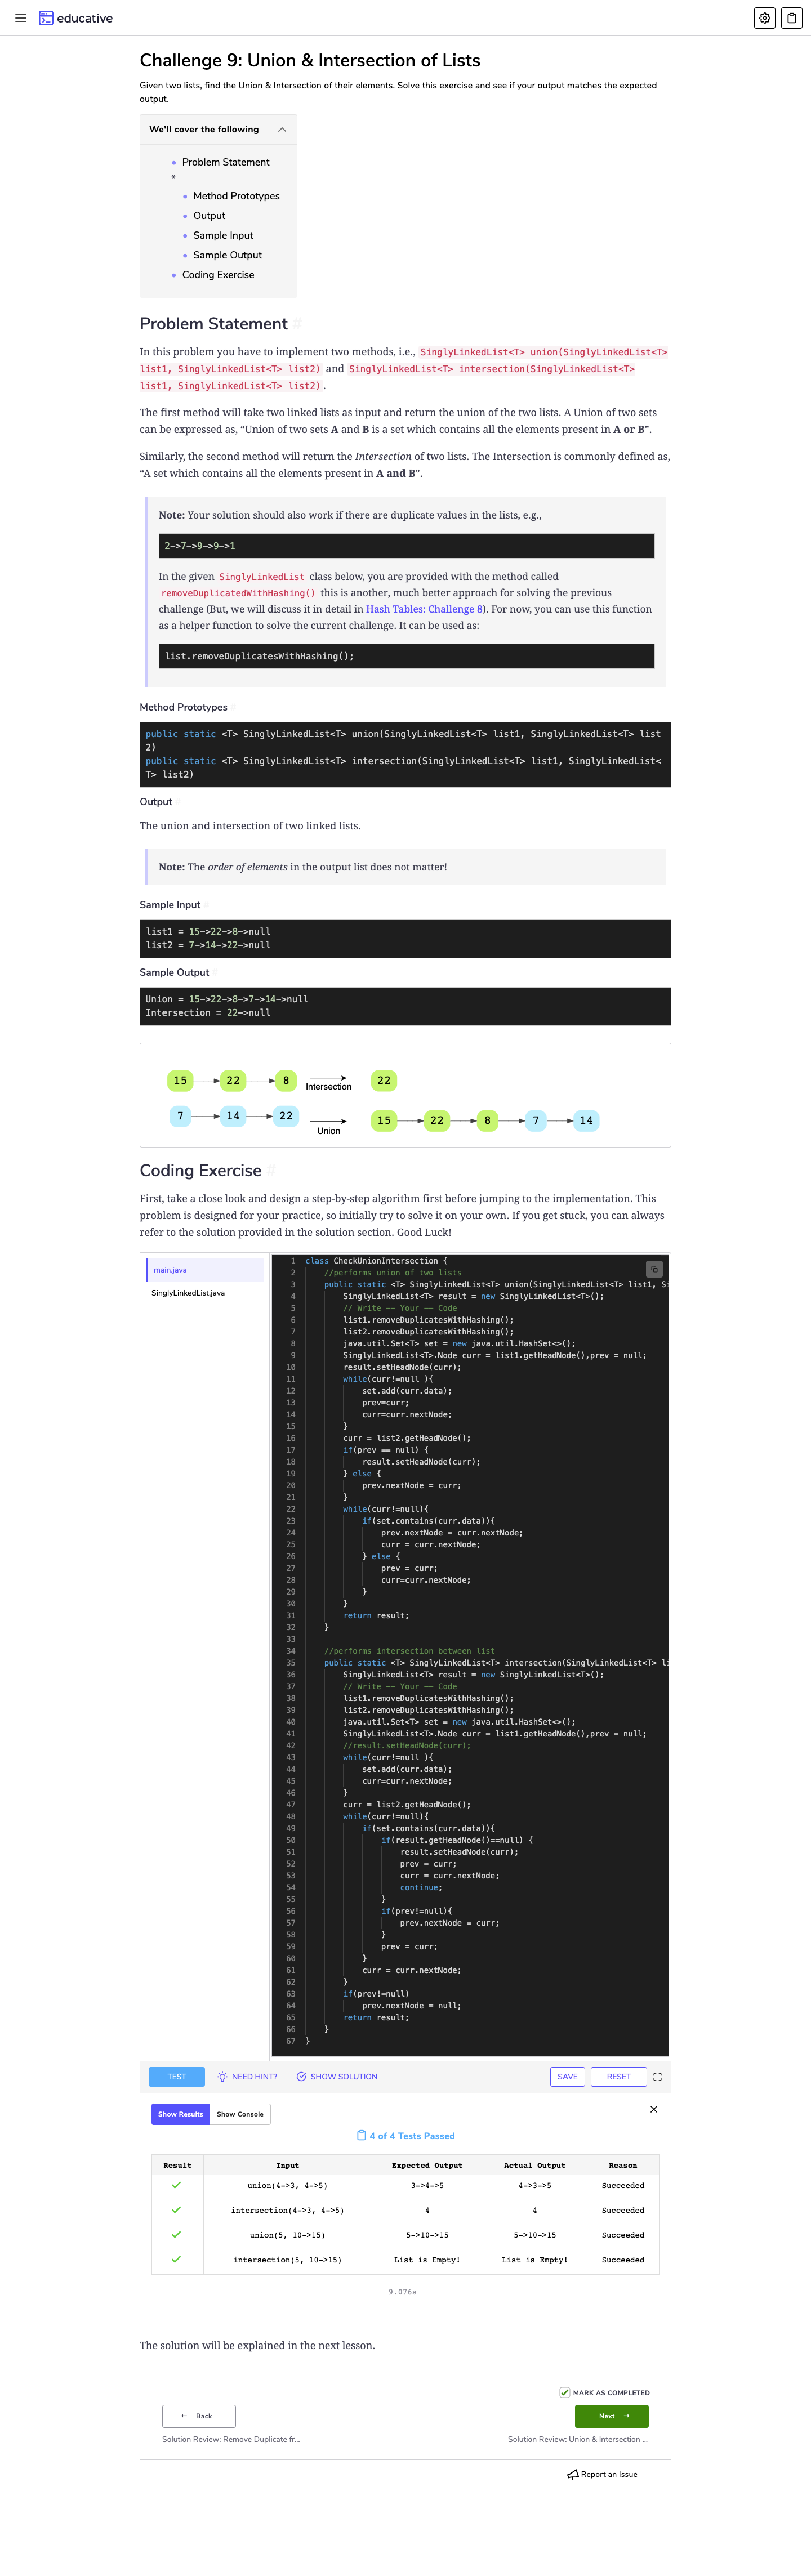 educative
Challenge 9: Union & Intersection of Lists
Given two lists, find the Union & Intersection of their elements. Solve this exercise and see if your output matches the expected
output.
We'll cover the following
Problem Statement
Method Prototypes
Output
Sample Input
Sample Output
Coding Exercise
Problem Statement #
In this problem you have to implement two methods, i.e., SinglyLinkedList<T> union(SinglyLinkedList<T>
list1, SinglyLinkedList<T> list2) and SinglyLinkedList<T> intersection(SinglyLinkedList<T>
list1, SinglyLinkedList<T> list2).
The first method will take two linked lists as input and return the union of the two lists. A Union of two sets
can be expressed as, “Union of two sets A and B is a set which contains all the elements present in A or B”.
Similarly, the second method will return the Intersection of two lists. The Intersection is commonly defined as,
“A set which contains all the elements present in A and B”.
Note: Your solution should also work if there are duplicate values in the lists, e.g.,
2->7->9->9->1
In the given SinglyLinkedList class below, you are provided with the method called
removeDuplicatedWithHashing() this is another, much better approach for solving the previous
challenge (But, we will discuss it in detail in Hash Tables: Challenge 8). For now, you can use this function
as a helper function to solve the current challenge. It can be used as:
list.removeDuplicatesWithHashing();
Method Prototypes
public static <T> SinglyLinkedList<T> union(SinglyLinkedList<T> list1, SinglyLinkedList<T> list
2)
public static <T> SinglyLinkedList<T> intersection(SinglyLinkedList<T> list1, SinglyLinkedList<
T> list2)
Output
The union and intersection of two linked lists.
Note: The order of elements in the output list does not matter!
Sample Input
list1 = 15->22->8->null
list2 = 7->14->22->null
Sample Output
Union = 15->22->8->7->14->null
Intersection = 22->null
15 22 8 Intersection 22
7 14 22 Union 15 22 8 7 14
Coding Exercise #
First, take a close look and design a step-by-step algorithm first before jumping to the implementation. This
problem is designed for your practice, so initially try to solve it on your own. If you get stuck, you can always
refer to the solution provided in the solution section. Good Luck!
main.java
SinglyLinkedList.java
1 class CheckUnionIntersection {
2 //performs union of two lists
3 public static <T> SinglyLinkedList<T> union(SinglyLinkedList<T> list1, Si
4 SinglyLinkedList<T> result = new SinglyLinkedList<T>();
5 // Write -- Your -- Code
6 list1.removeDuplicatesWithHashing();
7 list2.removeDuplicatesWithHashing();
8 java.util.Set<T> set = new java.util.HashSet<>();
9 SinglyLinkedList<T>.Node curr = list1.getHeadNode(),prev = null;
10 result.setHeadNode(curr);
11 while(curr!=null ){
12 set.add(curr.data);
13 prev=curr;
14 curr=curr.nextNode;
15 }
16 curr = list2.getHeadNode();
17 if(prev == null) {
18 result.setHeadNode(curr);
19 } else {
20 prev.nextNode = curr;
21 }
22 while(curr!=null){
23 if(set.contains(curr.data)){
24 prev.nextNode = curr.nextNode;
25 curr = curr.nextNode;
26 } else {
27 prev = curr;
28 curr=curr.nextNode;
29 }
30 }
31 return result;
32 }
33
34 //performs intersection between list
35 public static <T> SinglyLinkedList<T> intersection(SinglyLinkedList<T> li
36 SinglyLinkedList<T> result = new SinglyLinkedList<T>();
37 // Write -- Your -- Code
38 list1.removeDuplicatesWithHashing();
39 list2.removeDuplicatesWithHashing();
40 java.util.Set<T> set = new java.util.HashSet<>();
41 SinglyLinkedList<T>.Node curr = list1.getHeadNode(),prev = null;
42 //result.setHeadNode(curr);
43 while(curr!=null ){
44 set.add(curr.data);
45 curr=curr.nextNode;
46 }
47 curr = list2.getHeadNode();
48 while(curr!=null){
49 if(set.contains(curr.data)){
50 if(result.getHeadNode()==null) {
51 result.setHeadNode(curr);
52 prev = curr;
53 curr = curr.nextNode;
54 continue;
55 }
56 if(prev!=null){
57 prev.nextNode = curr;
58 }
59 prev = curr;
60 }
61 curr = curr.nextNode;
62 }
63 if(prev!=null)
64 prev.nextNode = null;
65 return result;
66 }
67 }
TEST NEED HINT? SHOW SOLUTION SAVE RESET
Show Results Show Console
4 of 4 Tests Passed
Result Input Expected Output Actual Output Reason
union(4->3, 4->5) 3->4->5 4->3->5 Succeeded
intersection(4->3, 4->5) 4 4 Succeeded
union(5, 10->15) 5->10->15 5->10->15 Succeeded
intersection(5, 10->15) List is Empty! List is Empty! Succeeded
9.076s
The solution will be explained in the next lesson.
MARK AS COMPLETED
← Back Next →
Solution Review: Remove Duplicate fr... Solution Review: Union & Intersection ...
Report an Issue